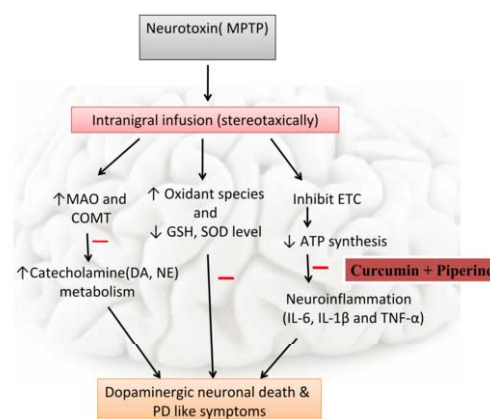 Neurotoxin( MPTP)
Intranigral infusion (stereotaxically)
↑MAO and
COMT
↑ Oxidant species
and
↓ GSH, SOD level
Inhibit ETC
↓ ATP synthesis
Curcumin + Piperine
↑Catecholamine(DA, NE)
metabolism
Neuroinflammation
(IL-6, IL-1β and TNF-α)
Dopaminergic neuronal death &
PD like symptoms